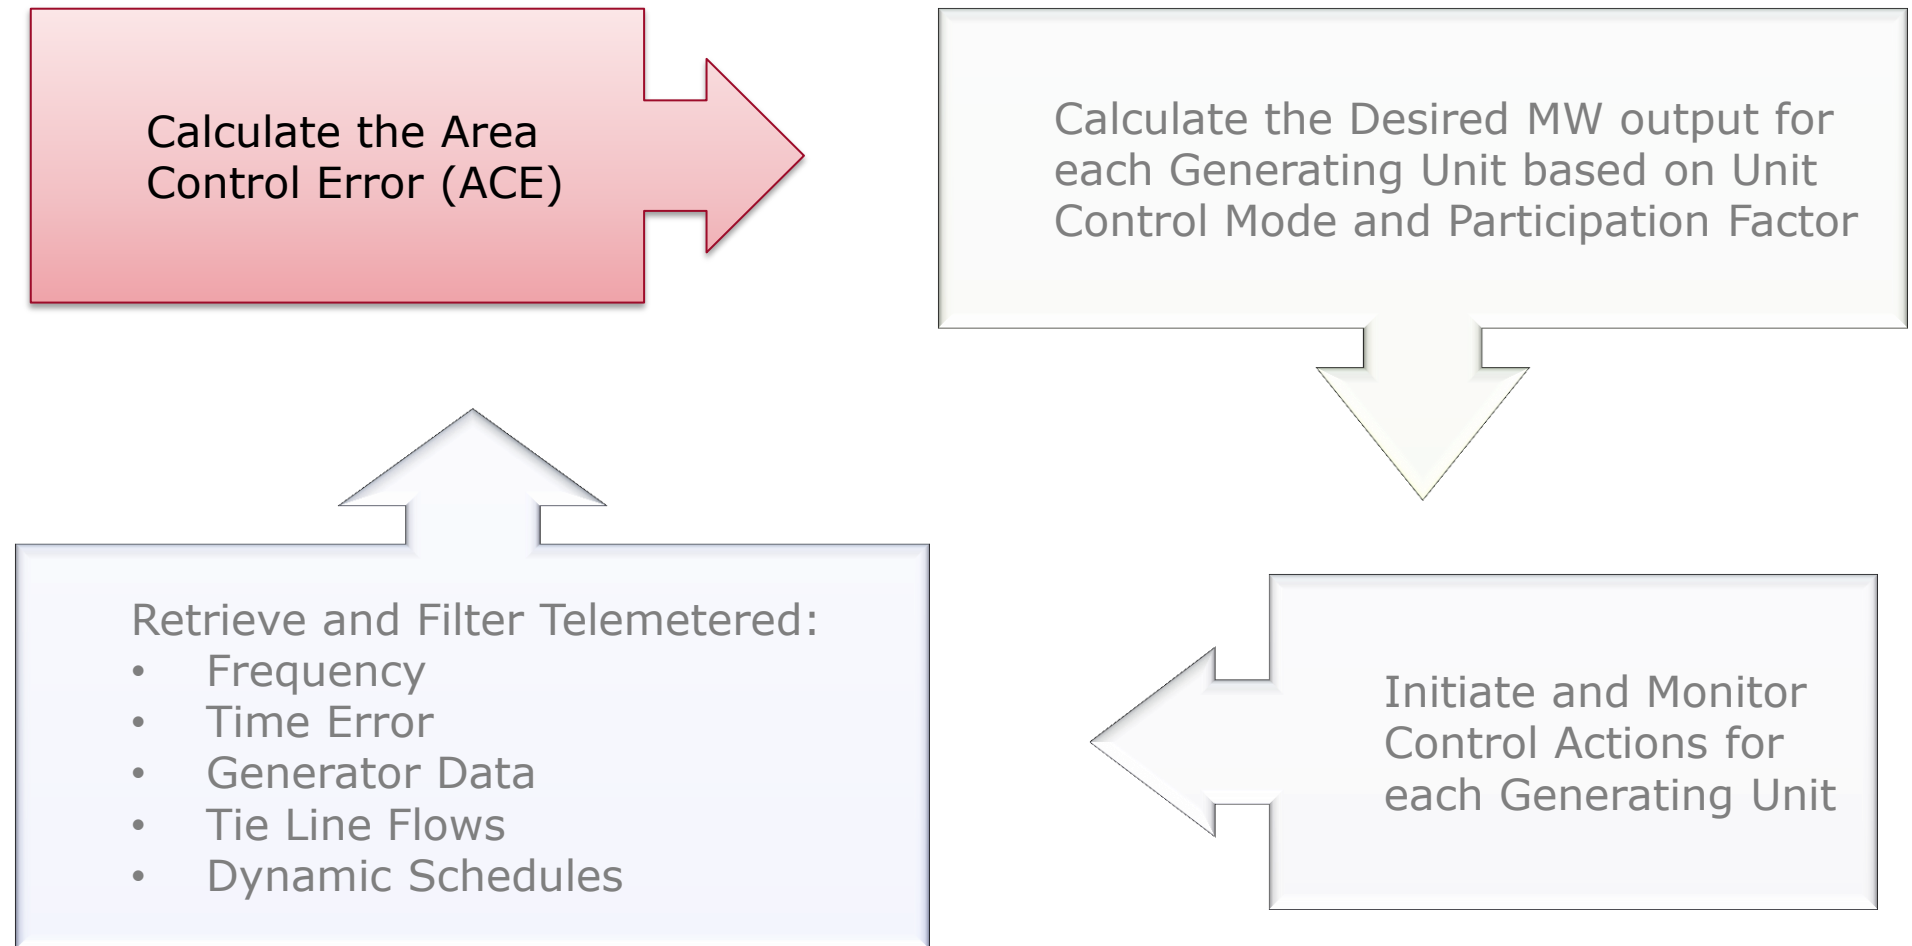 Calculate the Area
Control Error (ACE)
Calculate the Desired MW output for
each Generating Unit based on Unit
Control Mode and Participation Factor
Retrieve and Filter Telemetered:
• Frequency
• Time Error
• Generator Data
• Tie Line Flows
• Dynamic Schedules
Initiate and Monitor
Control Actions for
each Generating Unit